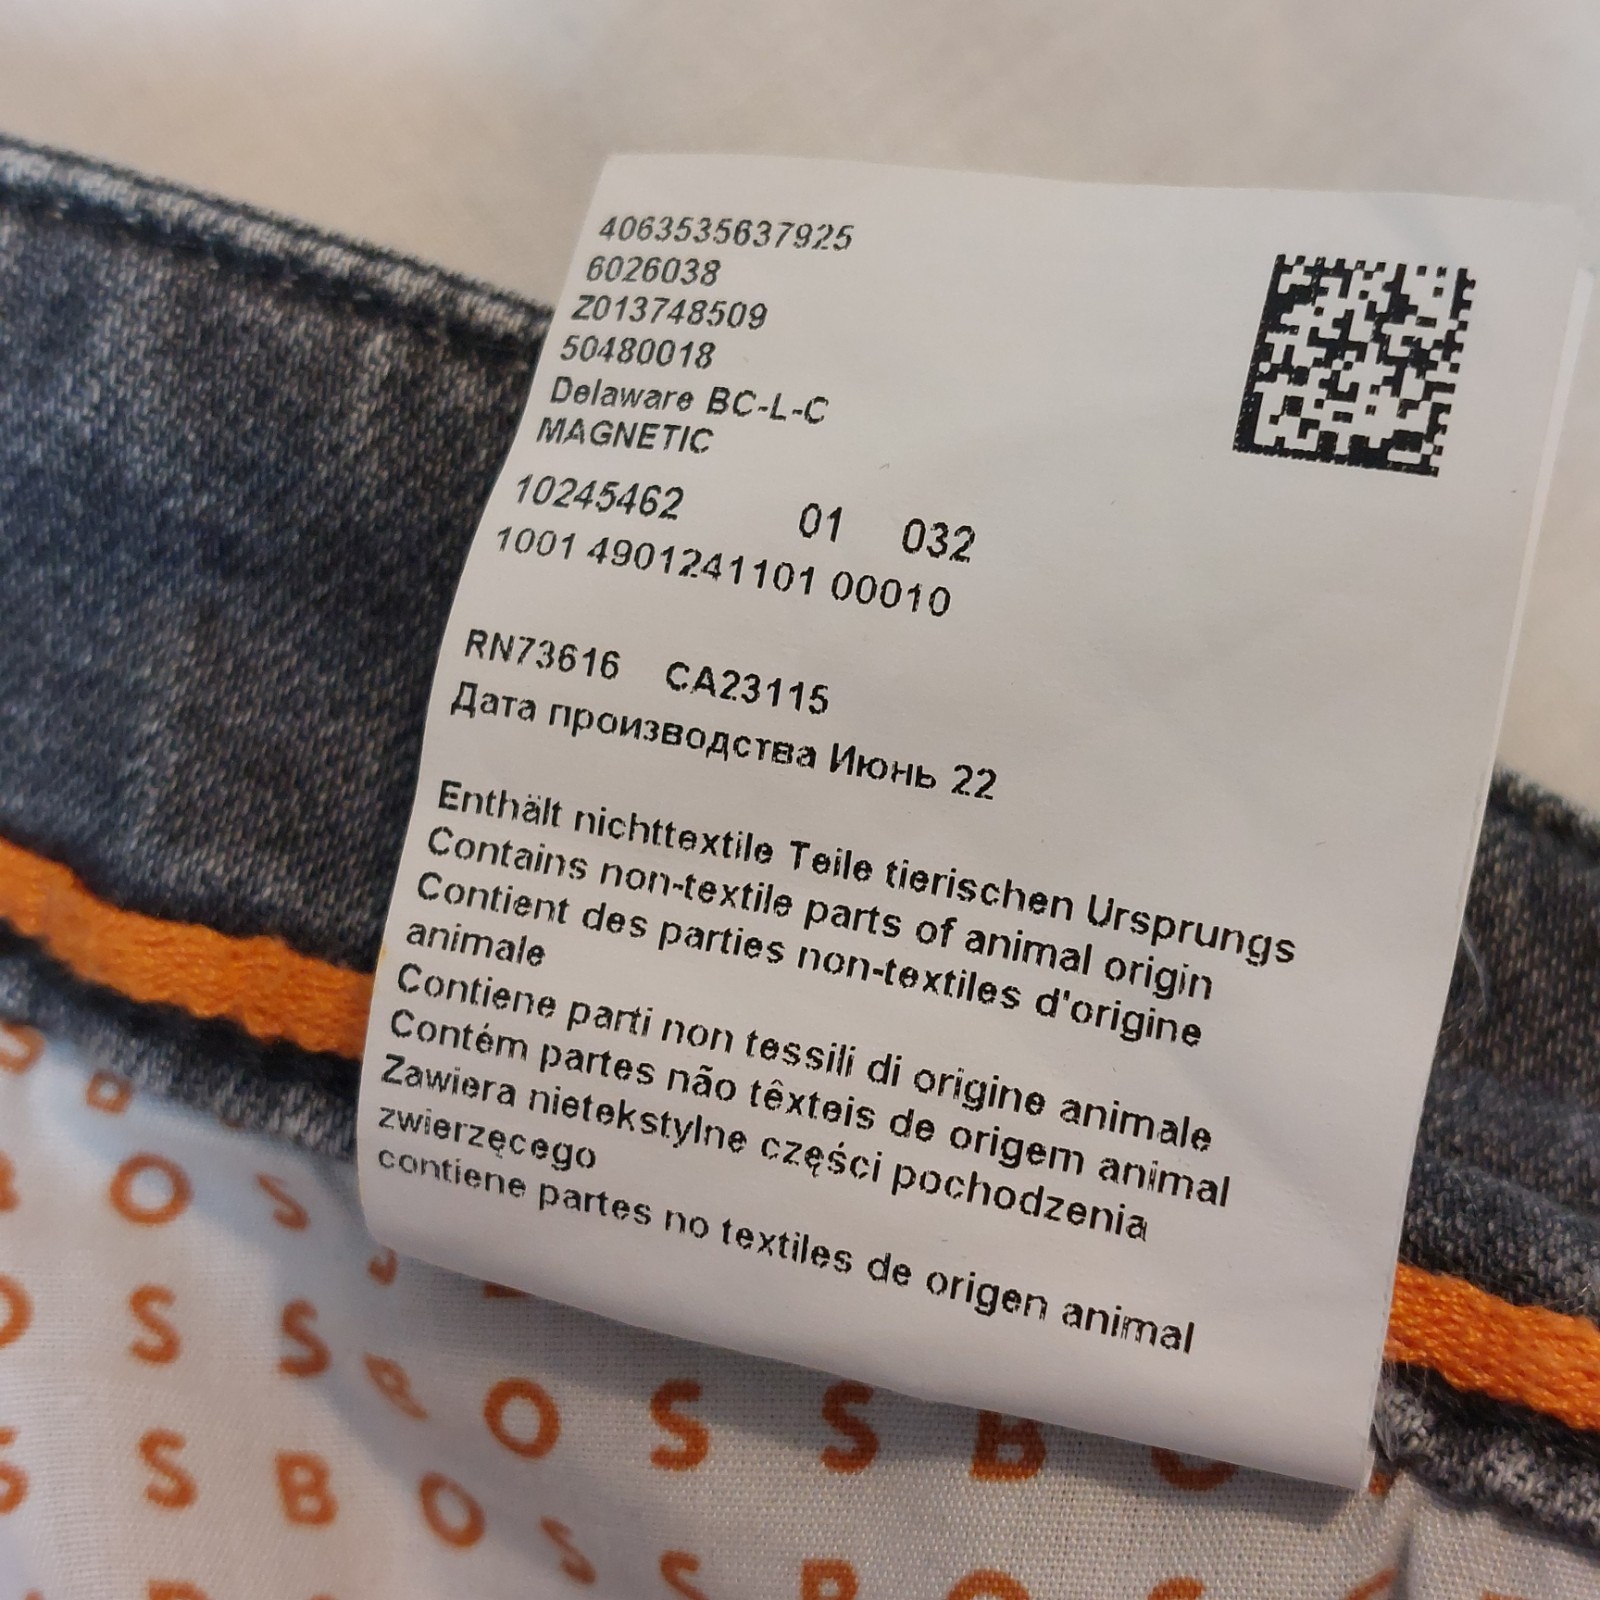 4063535637925
6026038
Z013748509
50480018
Delaware BC-L-C
MAGNETIC
10245462 01 032
1001 4901241101 00010
RN73616 CA23115
Дата производства Июнь 22
Enthält nichttextile Teile tierischen Ursprungs
Contains non-textile parts of animal origin
Contient des parties non-textiles d'origine
animale
Contiene parti non tessili di origine animale
Contém partes não têxteis de origem animal
Zawiera nietekstylne części pochodzenia
zwierzęcego
contiene partes no textiles de origen animal
B O S
O S S B O S S B O
S S B O S S B O S